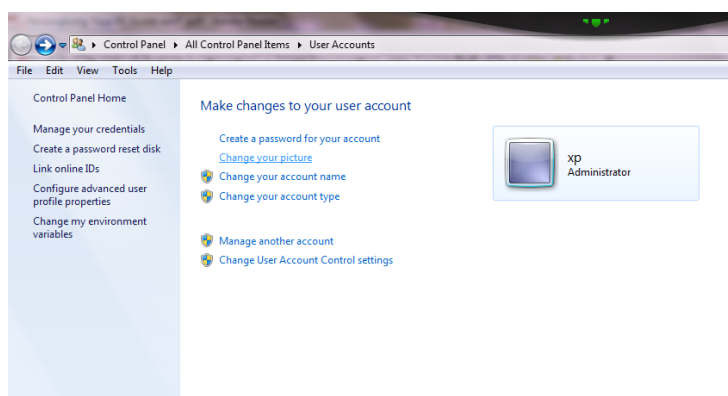 Control Panel ▸ All Control Panel Items ▸ User Accounts
File Edit View Tools Help
Control Panel Home
Manage your credentials
Create a password reset disk
Link online IDs
Configure advanced user
profile properties
Change my environment
variables
Make changes to your user account
Create a password for your account
Change your picture
Change your account name
Change your account type
Manage another account
Change User Account Control settings
xp
Administrator